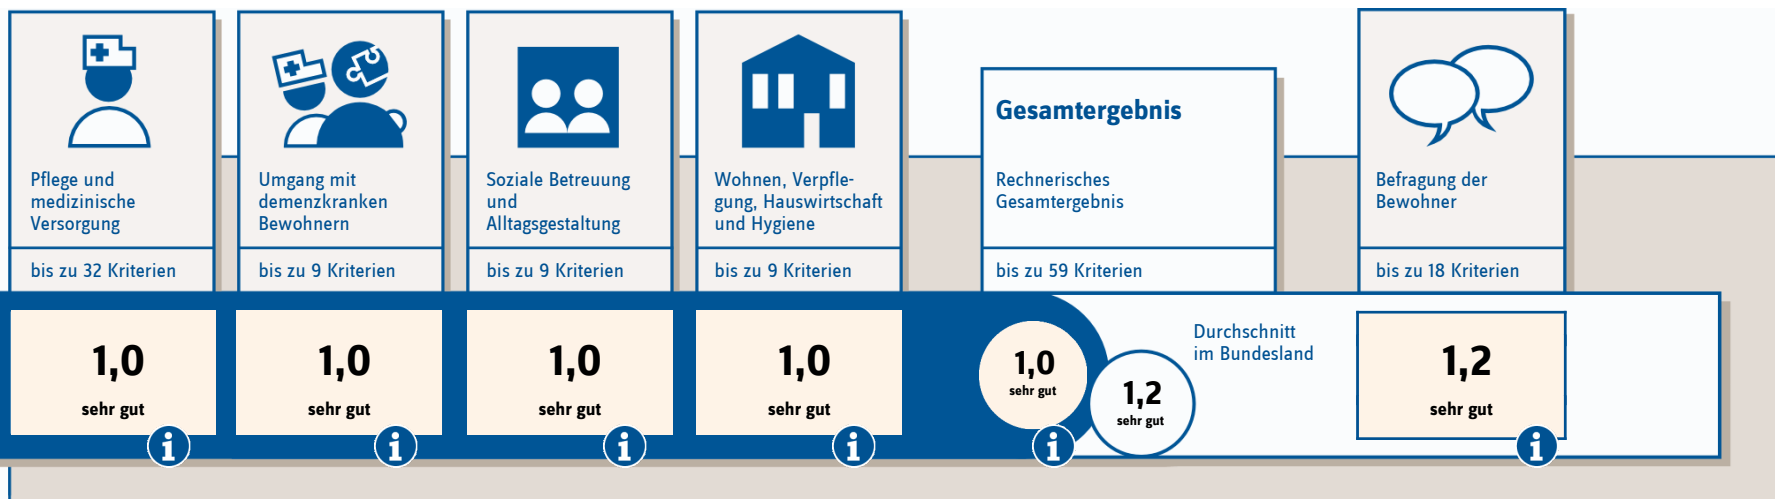 Pflege und
medizinische
Versorgung
bis zu 32 Kriterien
1,0
sehr gut
Umgang mit
demenzkranken
Bewohnern
bis zu 9 Kriterien
1,0
sehr gut
Soziale Betreuung
und
Alltagsgestaltung
bis zu 9 Kriterien
1,0
sehr gut
Wohnen, Verpfle-
gung, Hauswirtschaft
und Hygiene
bis zu 9 Kriterien
1,0
sehr gut
Gesamtergebnis
Rechnerisches
Gesamtergebnis
bis zu 59 Kriterien
1,0
sehr gut
1,2
sehr gut
Durchschnitt
im Bundesland
Befragung der
Bewohner
bis zu 18 Kriterien
1,2
sehr gut